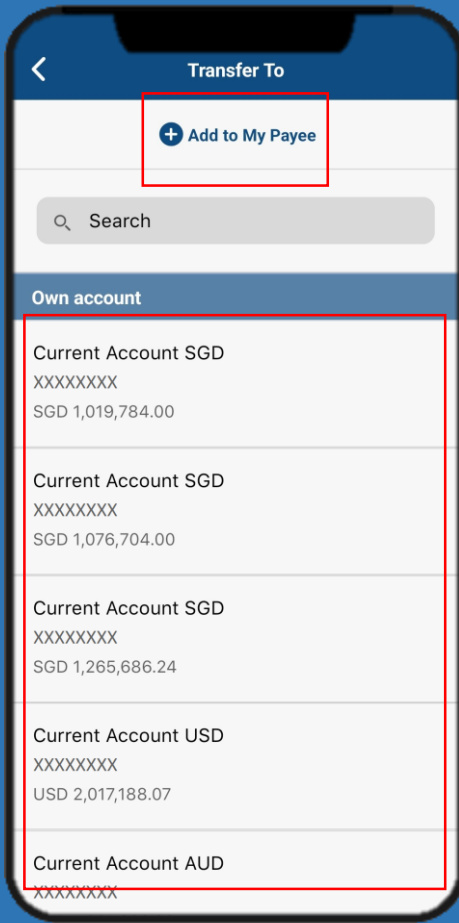 Transfer To
Add to My Payee
Search
Own account
Current Account SGD
XXXXXXXX
SGD 1,019,784.00
Current Account SGD
XXXXXXXX
SGD 1,076,704.00
Current Account SGD
XXXXXXXX
SGD 1,265,686.24
Current Account USD
XXXXXXXX
USD 2,017,188.07
Current Account AUD
XXXXXXXX